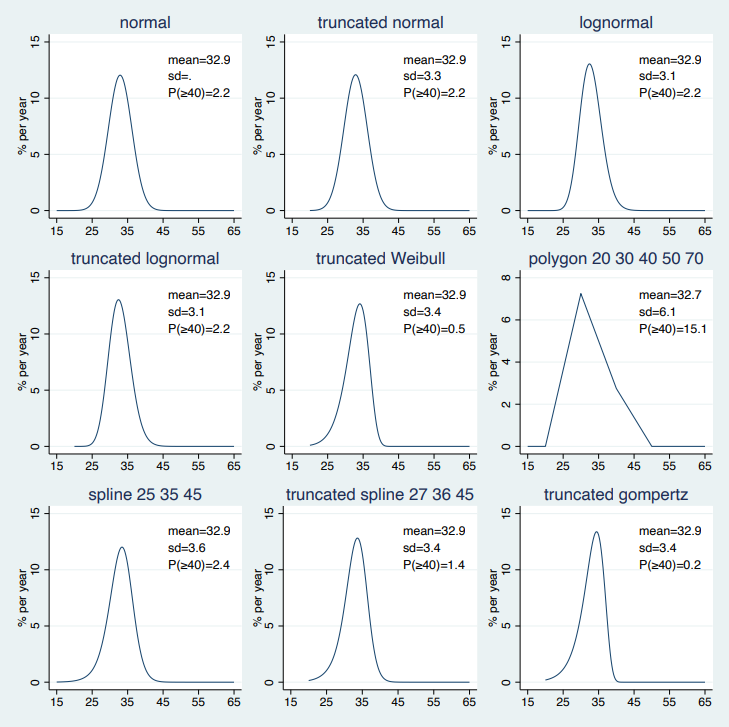 normal
15
10
5
0
% per year
mean=32.9
sd=.
P(≥40)=2.2
15 25 35 45 55 65
truncated normal
15
10
5
0
% per year
mean=32.9
sd=3.3
P(≥40)=2.2
15 25 35 45 55 65
lognormal
15
10
5
0
% per year
mean=32.9
sd=3.1
P(≥40)=2.2
15 25 35 45 55 65
truncated lognormal
15
10
5
0
% per year
mean=32.9
sd=3.1
P(≥40)=2.2
15 25 35 45 55 65
truncated Weibull
15
10
5
0
% per year
mean=32.9
sd=3.4
P(≥40)=0.5
15 25 35 45 55 65
polygon 20 30 40 50 70
8
6
4
2
0
% per year
mean=32.7
sd=6.1
P(≥40)=15.1
15 25 35 45 55 65
spline 25 35 45
15
10
5
0
% per year
mean=32.9
sd=3.6
P(≥40)=2.4
15 25 35 45 55 65
truncated spline 27 36 45
15
10
5
0
% per year
mean=32.9
sd=3.4
P(≥40)=1.4
15 25 35 45 55 65
truncated gompertz
15
10
5
0
% per year
mean=32.9
sd=3.4
P(≥40)=0.2
15 25 35 45 55 65